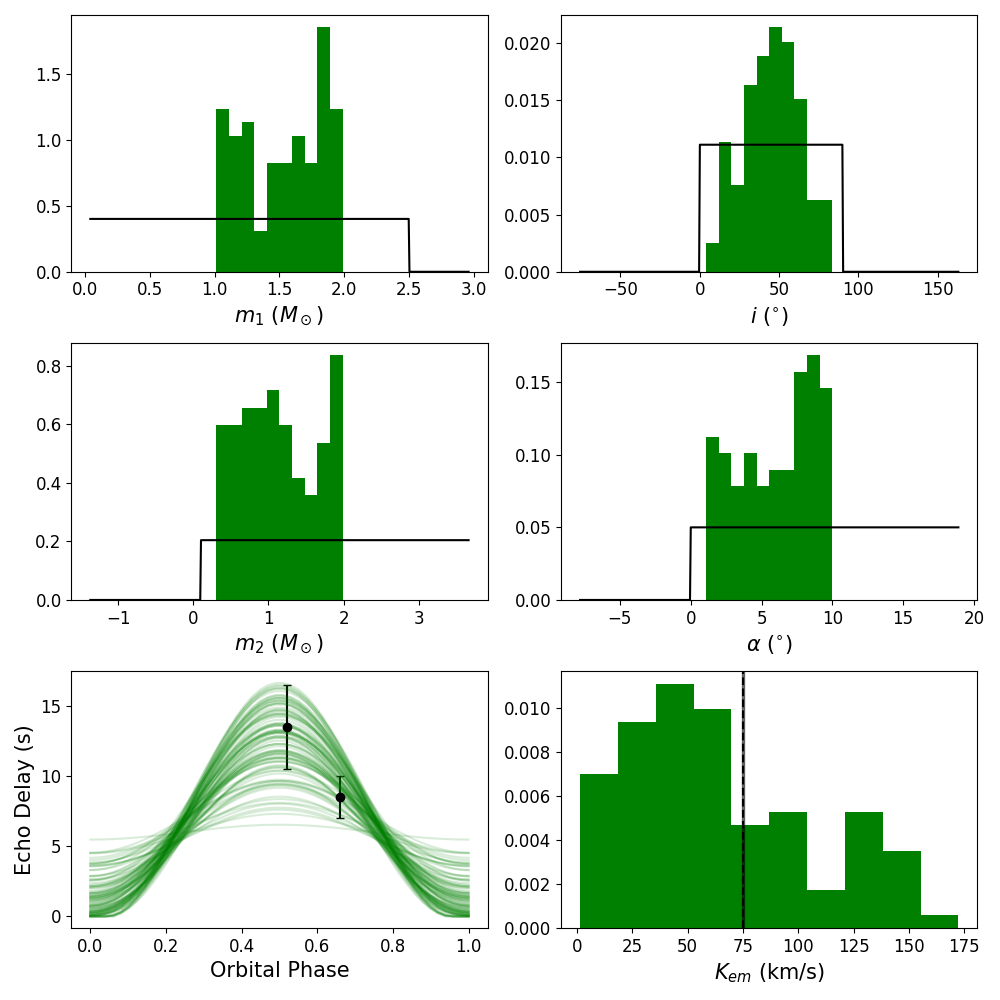 1.5
1.0
0.5
0.0
0.0 0.5 1.0 1.5 2.0 2.5 3.0
m₁ (M⊙)
0.020
0.015
0.010
0.005
0.000
−50 0 50 100 150
i (°)
0.8
0.6
0.4
0.2
0.0
−1 0 1 2 3
m₂ (M⊙)
0.15
0.10
0.05
0.00
−5 0 5 10 15 20
α (°)
Echo Delay (s)
15
10
5
0
0.0 0.2 0.4 0.6 0.8 1.0
Orbital Phase
0.010
0.008
0.006
0.004
0.002
0.000
0 25 50 75 100 125 150 175
Kₑₘ (km/s)